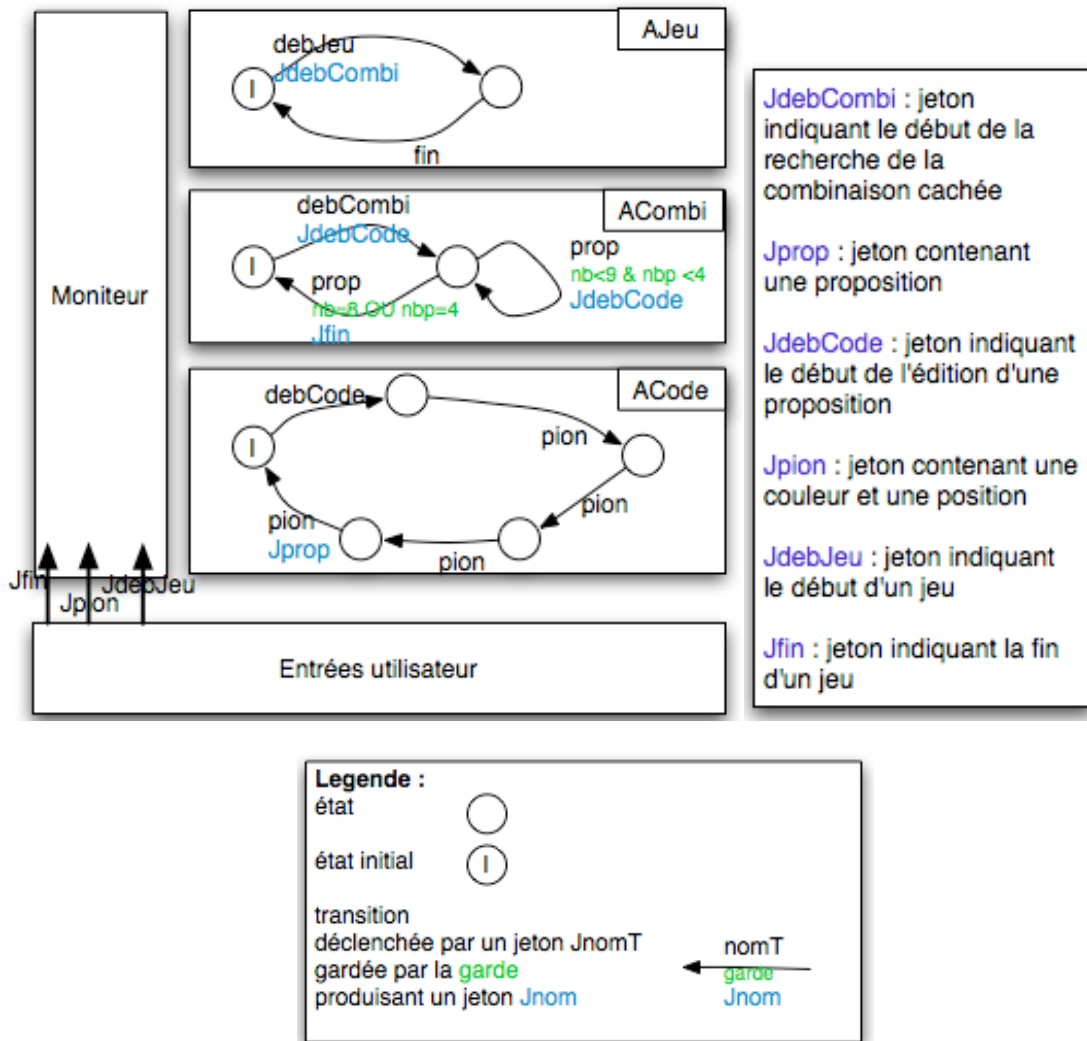 AJeu
debJeu
JdebCombi
I
fin
ACombi
debCombi
JdebCode
I
prop
nb=8 OU nbp=4
Jfin
prop
nb<9 & nbp <4
JdebCode
ACode
debCode
I
pion
pion
pion
pion
Jprop
Moniteur
Jfin
Jpion
JdebJeu
Entrées utilisateur
JdebCombi : jeton
indiquant le début de la
recherche de la
combinaison cachée
Jprop : jeton contenant
une proposition
JdebCode : jeton indiquant
le début de l'édition d'une
proposition
Jpion : jeton contenant une
couleur et une position
JdebJeu : jeton indiquant
le début d'un jeu
Jfin : jeton indiquant la fin
d'un jeu
Legende :
état
état initial
I
transition
déclenchée par un jeton JnomT
gardée par la garde
produisant un jeton Jnom
nomT
garde
Jnom